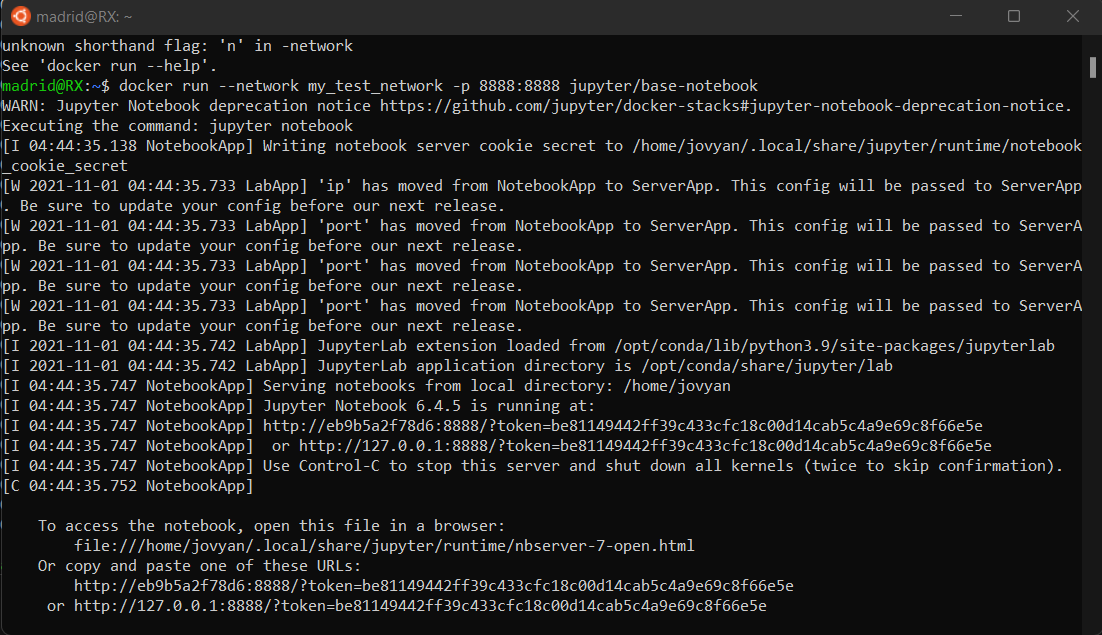 madrid@RX: ~
unknown shorthand flag: 'n' in -network
See 'docker run --help'.
madrid@RX:~$ docker run --network my_test_network -p 8888:8888 jupyter/base-notebook
WARN: Jupyter Notebook deprecation notice https://github.com/jupyter/docker-stacks#jupyter-notebook-deprecation-notice.
Executing the command: jupyter notebook
[I 04:44:35.138 NotebookApp] Writing notebook server cookie secret to /home/jovyan/.local/share/jupyter/runtime/notebook
_cookie_secret
[W 2021-11-01 04:44:35.733 LabApp] 'ip' has moved from NotebookApp to ServerApp. This config will be passed to ServerApp
. Be sure to update your config before our next release.
[W 2021-11-01 04:44:35.733 LabApp] 'port' has moved from NotebookApp to ServerApp. This config will be passed to ServerA
pp. Be sure to update your config before our next release.
[W 2021-11-01 04:44:35.733 LabApp] 'port' has moved from NotebookApp to ServerApp. This config will be passed to ServerA
pp. Be sure to update your config before our next release.
[W 2021-11-01 04:44:35.733 LabApp] 'port' has moved from NotebookApp to ServerApp. This config will be passed to ServerA
pp. Be sure to update your config before our next release.
[I 2021-11-01 04:44:35.742 LabApp] JupyterLab extension loaded from /opt/conda/lib/python3.9/site-packages/jupyterlab
[I 2021-11-01 04:44:35.742 LabApp] JupyterLab application directory is /opt/conda/share/jupyter/lab
[I 04:44:35.747 NotebookApp] Serving notebooks from local directory: /home/jovyan
[I 04:44:35.747 NotebookApp] Jupyter Notebook 6.4.5 is running at:
[I 04:44:35.747 NotebookApp] http://eb9b5a2f78d6:8888/?token=be81149442ff39c433cfc18c00d14cab5c4a9e69c8f66e5e
[I 04:44:35.747 NotebookApp]  or http://127.0.0.1:8888/?token=be81149442ff39c433cfc18c00d14cab5c4a9e69c8f66e5e
[I 04:44:35.747 NotebookApp] Use Control-C to stop this server and shut down all kernels (twice to skip confirmation).
[C 04:44:35.752 NotebookApp]
To access the notebook, open this file in a browser:
file:///home/jovyan/.local/share/jupyter/runtime/nbserver-7-open.html
Or copy and paste one of these URLs:
http://eb9b5a2f78d6:8888/?token=be81149442ff39c433cfc18c00d14cab5c4a9e69c8f66e5e
or http://127.0.0.1:8888/?token=be81149442ff39c433cfc18c00d14cab5c4a9e69c8f66e5e